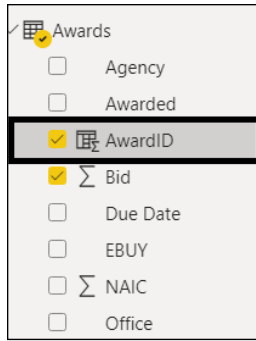 Awards
Agency
Awarded
AwardID
Bid
Due Date
EBUY
NAIC
Office